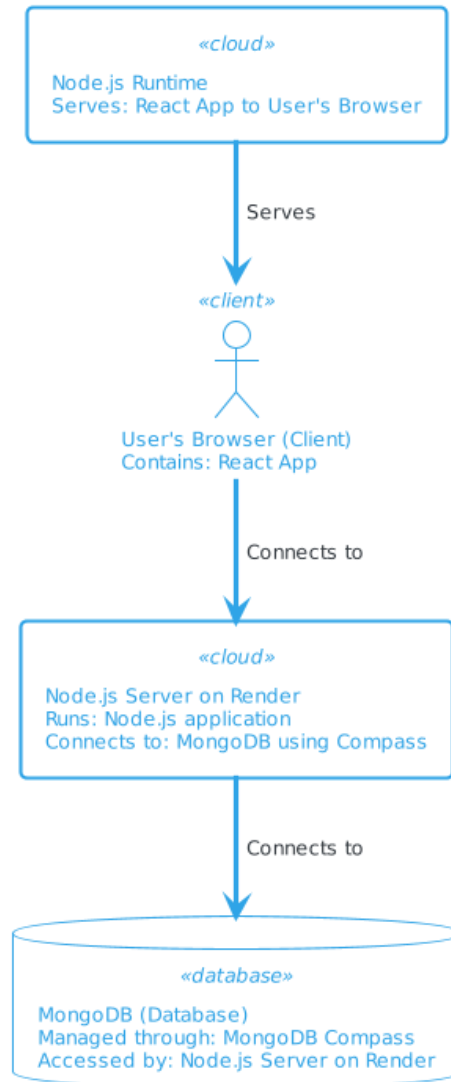 «cloud»
Node.js Runtime
Serves: React App to User's Browser
Serves
«client»
User's Browser (Client)
Contains: React App
Connects to
«cloud»
Node.js Server on Render
Runs: Node.js application
Connects to: MongoDB using Compass
Connects to
«database»
MongoDB (Database)
Managed through: MongoDB Compass
Accessed by: Node.js Server on Render